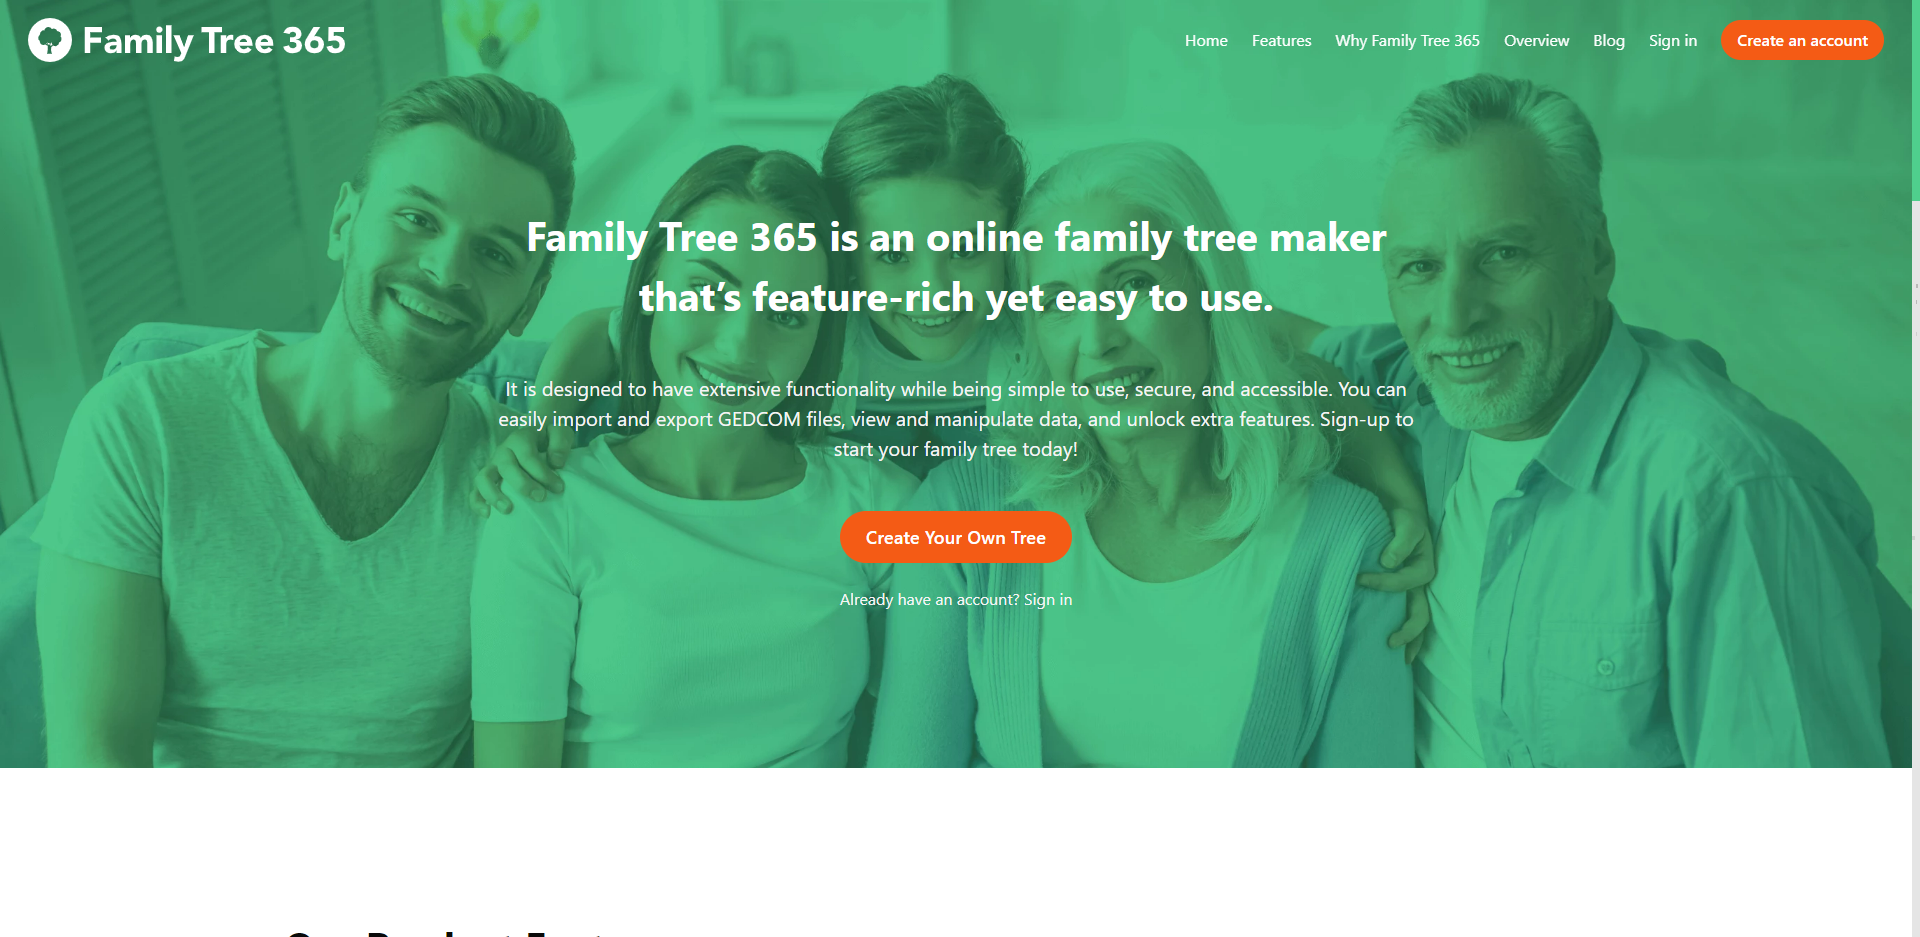 Family Tree 365
Home Features Why Family Tree 365 Overview Blog Sign in Create an account
Family Tree 365 is an online family tree maker
that’s feature-rich yet easy to use.
It is designed to have extensive functionality while being simple to use, secure, and accessible. You can
easily import and export GEDCOM files, view and manipulate data, and unlock extra features. Sign-up to
start your family tree today!
Create Your Own Tree
Already have an account? Sign in